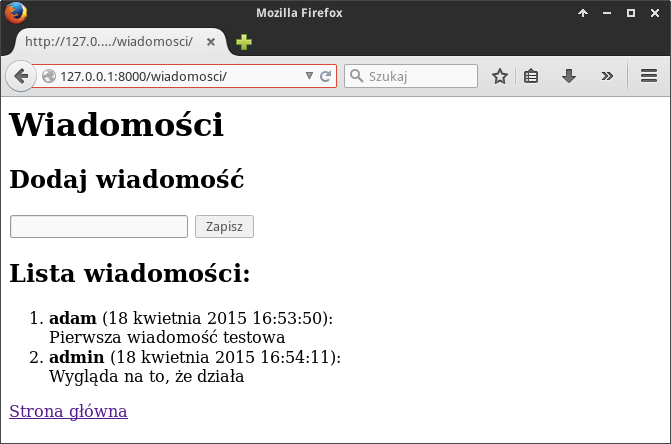 Mozilla Firefox
http://127.0..../wiadomosci/
127.0.0.1:8000/wiadomosci/
Szukaj
Wiadomości
Dodaj wiadomość
Zapisz
Lista wiadomości:
1. adam (18 kwietnia 2015 16:53:50):
Pierwsza wiadomość testowa
2. admin (18 kwietnia 2015 16:54:11):
Wygląda na to, że działa
Strona główna